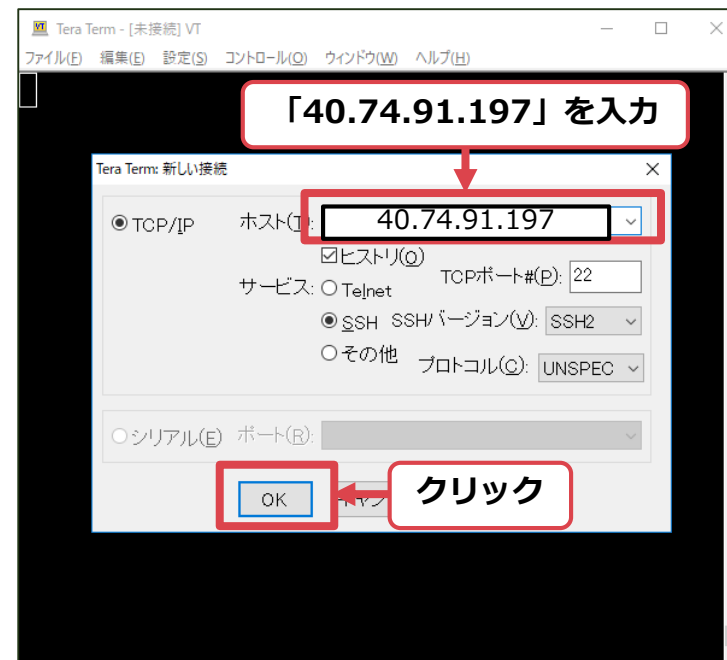 Tera Term - [未接続] VT
ファイル(F) 編集(E) 設定(S) コントロール(O) ウィンドウ(W) ヘルプ(H)
「40.74.91.197」を入力
Tera Term: 新しい接続
TCP/IP ホスト(T): 40.74.91.197
ヒストリ(O)
サービス: Telnet TCPポート#(P): 22
SSH SSHバージョン(V): SSH2
その他 プロトコル(C): UNSPEC
シリアル(E) ポート(R):
OK クリック